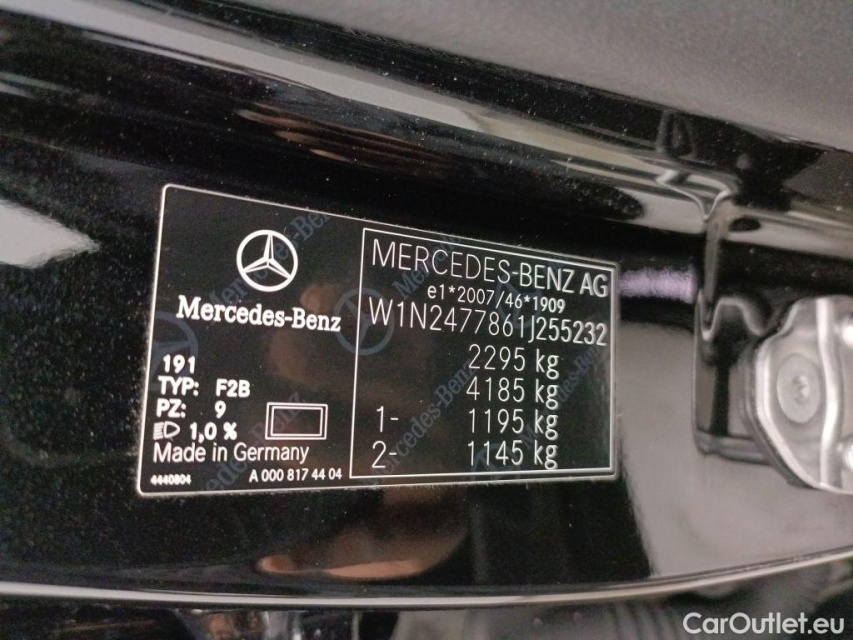 Mercedes-Benz
191
TYP: F2B
PZ: 9
1,0 %
Made in Germany
4440804 A 000 817 44 04
MERCEDES-BENZ AG
e1*2007/46*1909
W1N2477861J255232
2295 kg
4185 kg
1- 1195 kg
2- 1145 kg
CarOutlet.eu